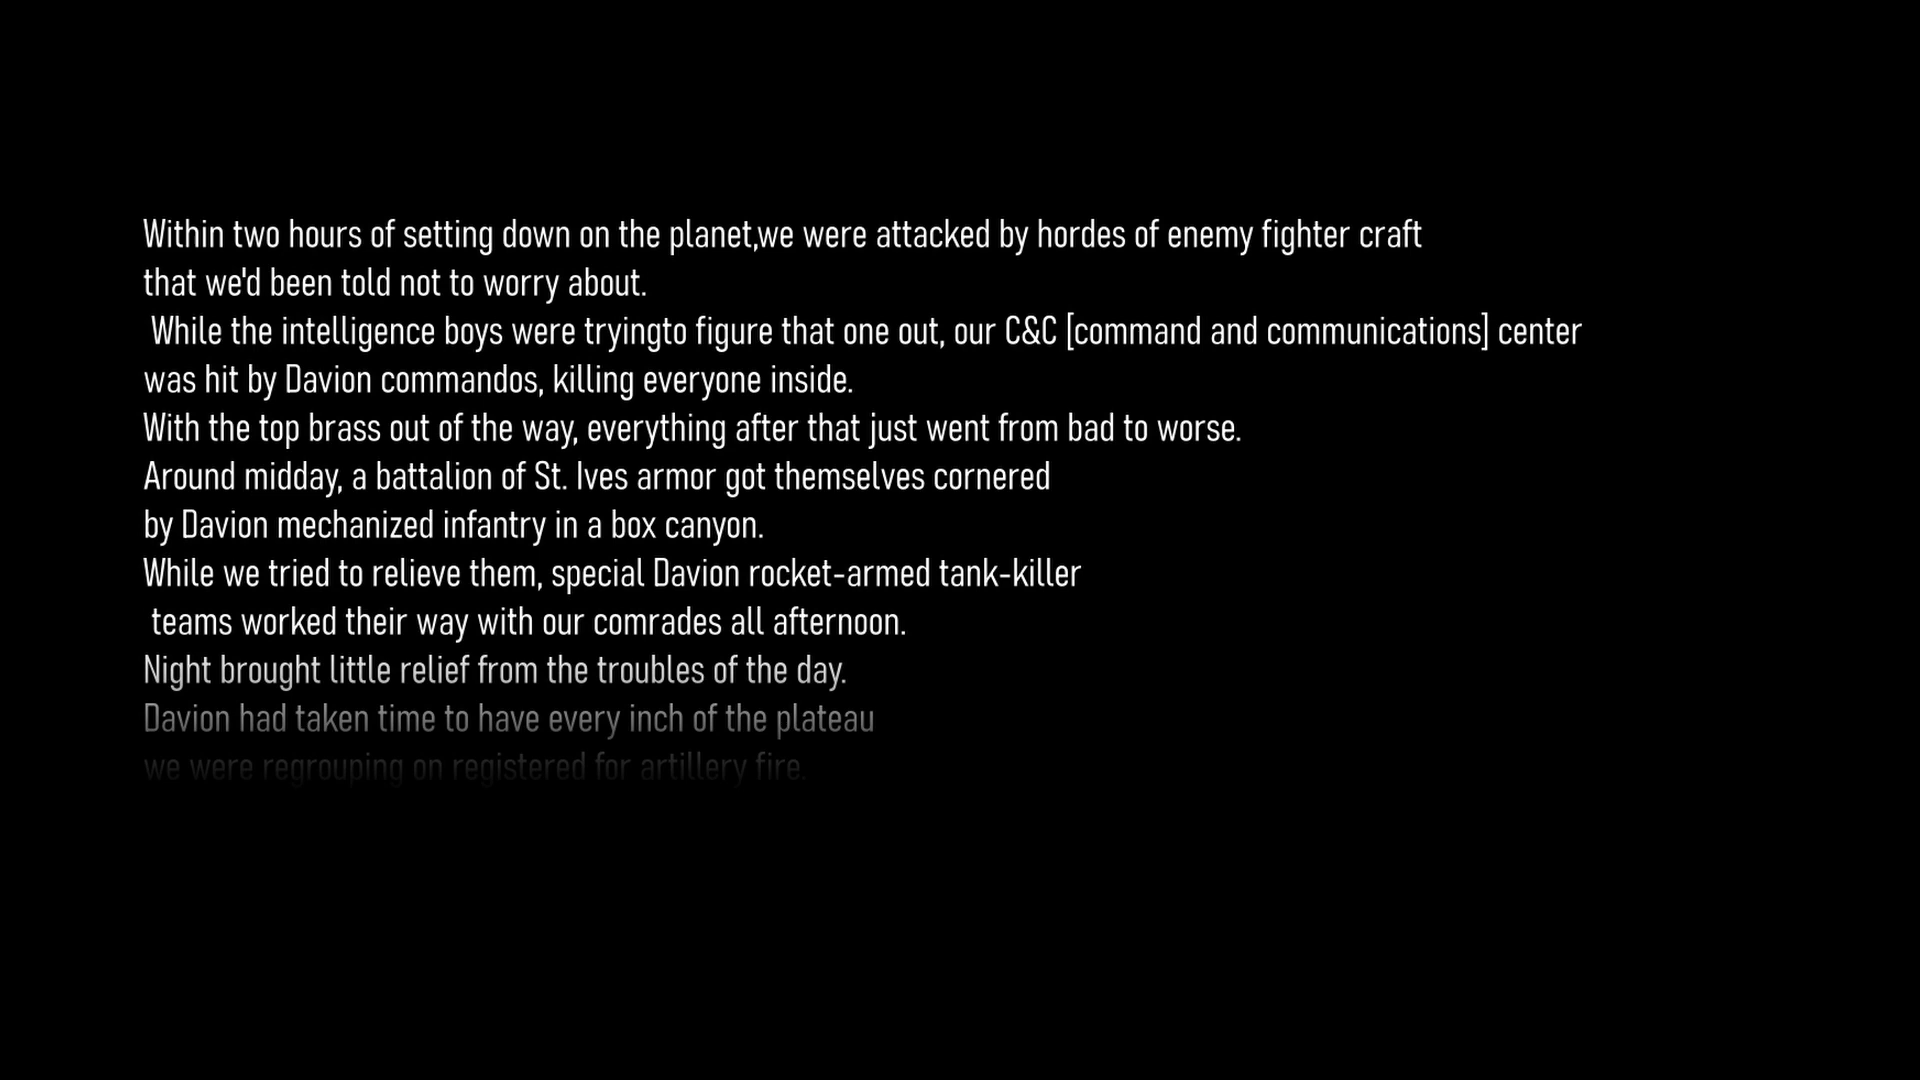 Within two hours of setting down on the planet,we were attacked by hordes of enemy fighter craft
that we'd been told not to worry about.
While the intelligence boys were tryingto figure that one out, our C&C [command and communications] center
was hit by Davion commandos, killing everyone inside.
With the top brass out of the way, everything after that just went from bad to worse.
Around midday, a battalion of St. Ives armor got themselves cornered
by Davion mechanized infantry in a box canyon.
While we tried to relieve them, special Davion rocket-armed tank-killer
teams worked their way with our comrades all afternoon.
Night brought little relief from the troubles of the day.
Davion had taken time to have every inch of the plateau
we were regrouping on registered for artillery fire.